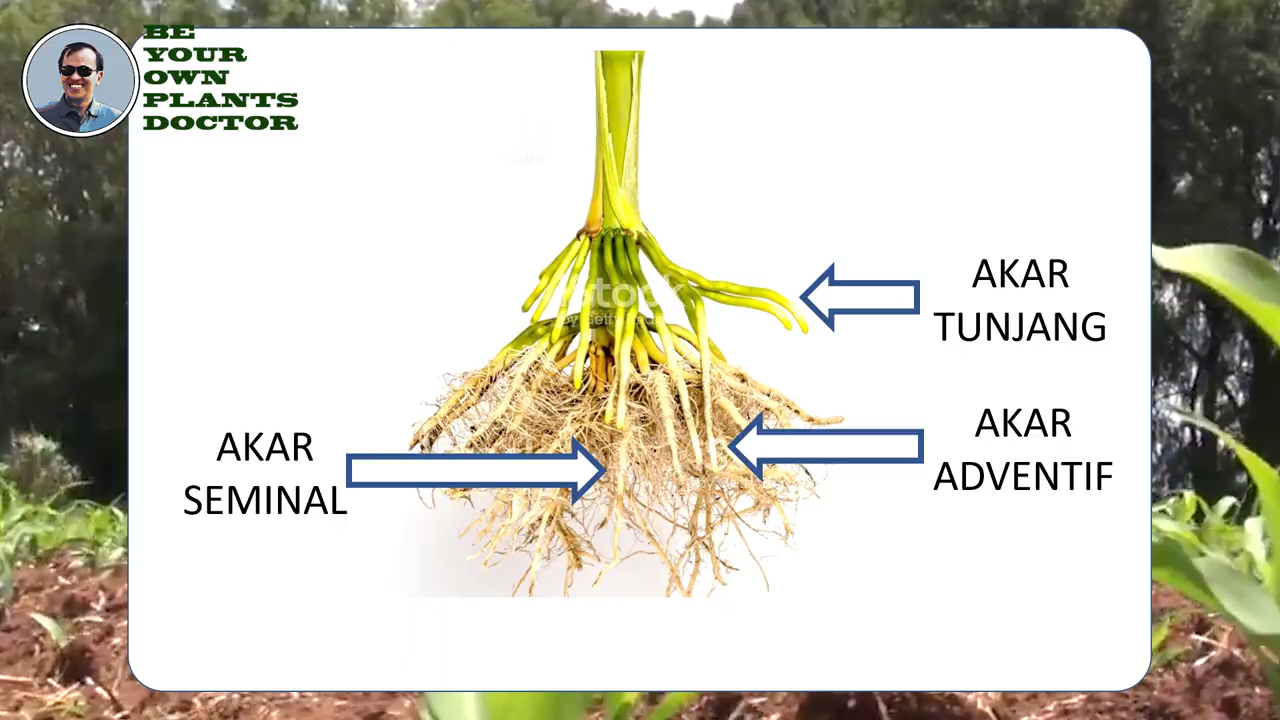 BE
YOUR
OWN
PLANTS
DOCTOR
AKAR
TUNJANG
AKAR
ADVENTIF
AKAR
SEMINAL